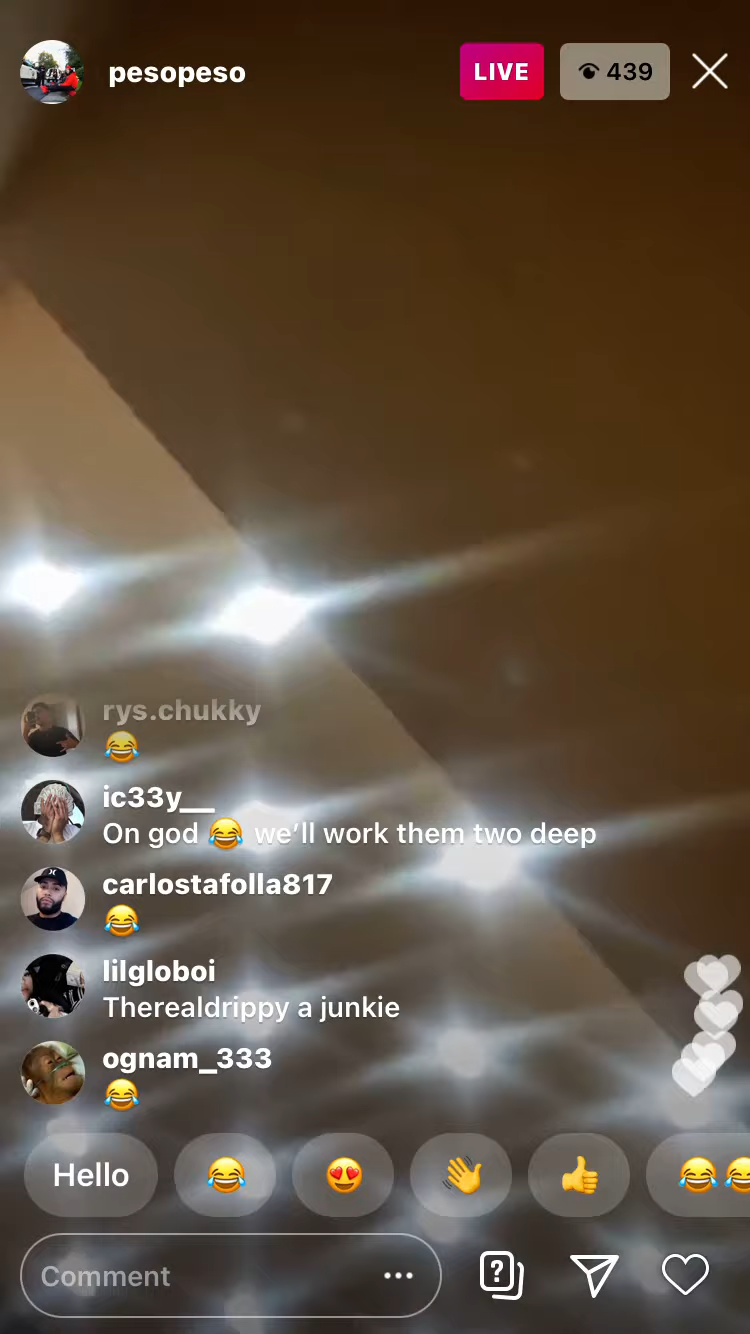 pesopeso
LIVE
439
rys.chukky
😂
ic33y__
On god 😂 we'll work them two deep
carlostafolla817
😂
lilgloboi
Therealdrippy a junkie
ognam_333
😂
Hello 😂 😍 👋 👍 😂😂
Comment